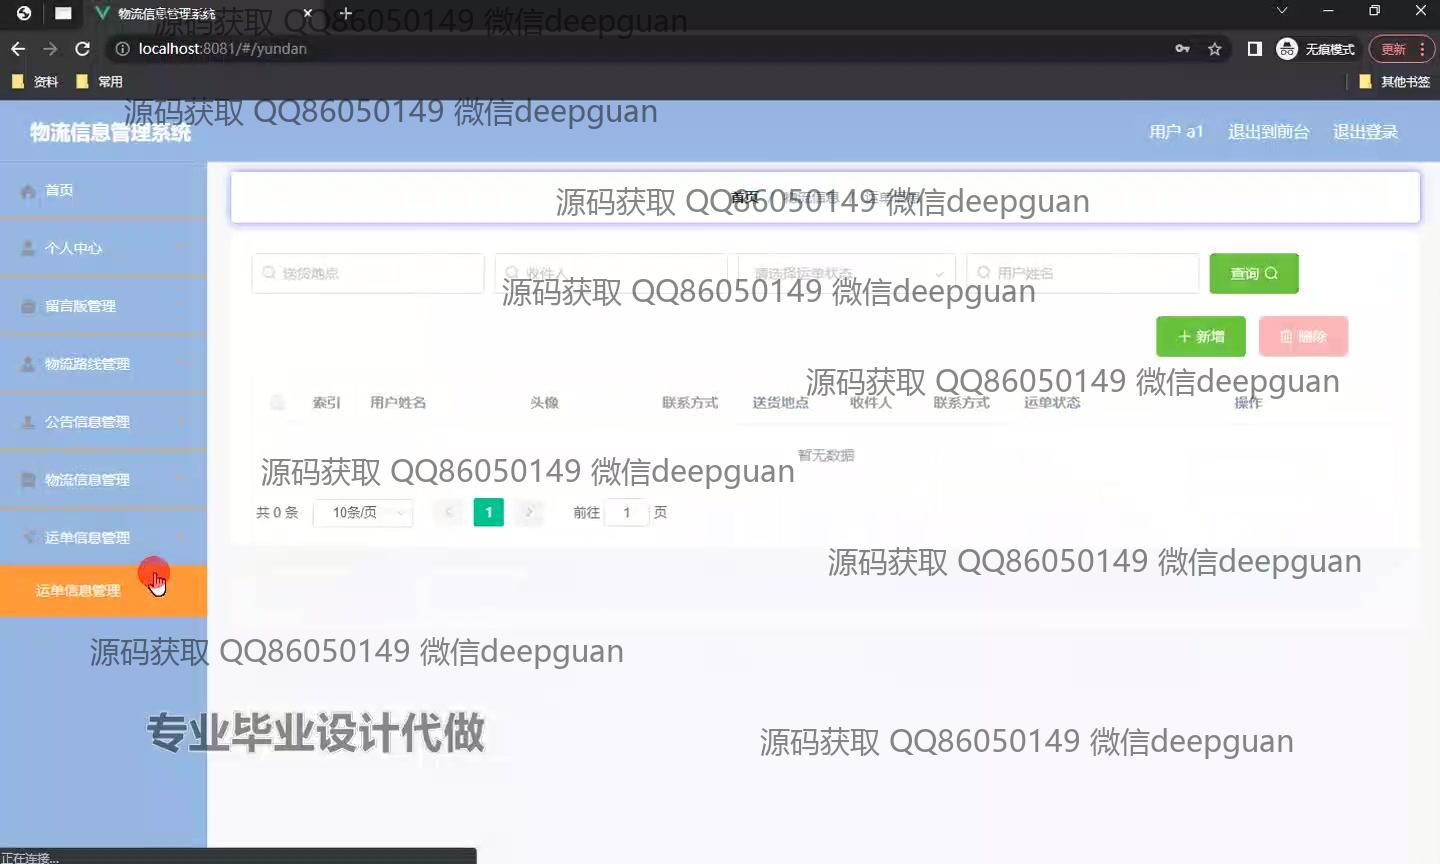 物流信息管理系统
源码获取 QQ86050149 微信deepguan
localhost:8081/#/yundan
无痕模式
更新
资料
常用
其他书签
源码获取 QQ86050149 微信deepguan
物流信息管理系统
用户 a1
退出到前台
退出登录
首页
首页
源码获取 QQ86050149 微信deepguan
个人中心
送货地点
收件人
请选择运单状态
用户姓名
查询
源码获取 QQ86050149 微信deepguan
留言版管理
新增
删除
物流路线管理
源码获取 QQ86050149 微信deepguan
索引 用户姓名 头像 联系方式 送货地点 收件人 联系方式 运单状态 操作
公告信息管理
暂无数据
源码获取 QQ86050149 微信deepguan
物流信息管理
共 0 条 10条/页 1 前往 1 页
运单信息管理
源码获取 QQ86050149 微信deepguan
运单信息管理
源码获取 QQ86050149 微信deepguan
专业毕业设计代做
源码获取 QQ86050149 微信deepguan
正在连接...